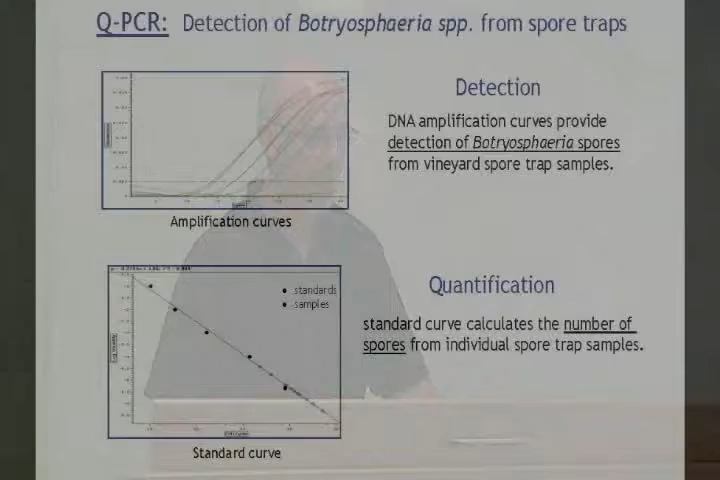 Q-PCR: Detection of Botryosphaeria spp. from spore traps
Detection
DNA amplification curves provide
detection of Botryosphaeria spores
from vineyard spore trap samples.
Amplification curves
Quantification
standards
samples
standard curve calculates the number of
spores from individual spore trap samples.
Standard curve